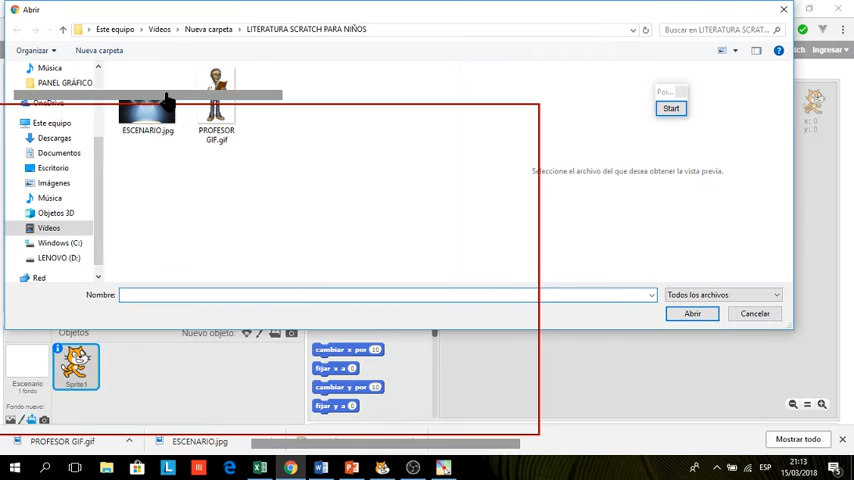 Abrir
Este equipo > Vídeos > Nueva carpeta > LITERATURA SCRATCH PARA NIÑOS
Buscar en LITERATURA SCRAT...
Organizar
Nueva carpeta
Ingresar
Música
PANEL GRÁFICO
OneDrive
Este equipo
Descargas
Documentos
Escritorio
Imágenes
Música
Objetos 3D
Vídeos
Windows (C:)
LENOVO (D:)
Red
ESCENARIO.jpg
PROFESOR
GIF.gif
Poi...
Start
x: 0
y: 0
Seleccione el archivo del que desea obtener la vista previa.
Nombre:
Todos los archivos
Abrir
Cancelar
Objetos
Nuevo objeto:
Escenario
1 fondo
Sprite1
Fondo nuevo:
cambiar x por 10
fijar x a 0
cambiar y por 10
fijar y a 0
PROFESOR GIF.gif
ESCENARIO.jpg
Mostrar todo
ESP
21:13
15/03/2018